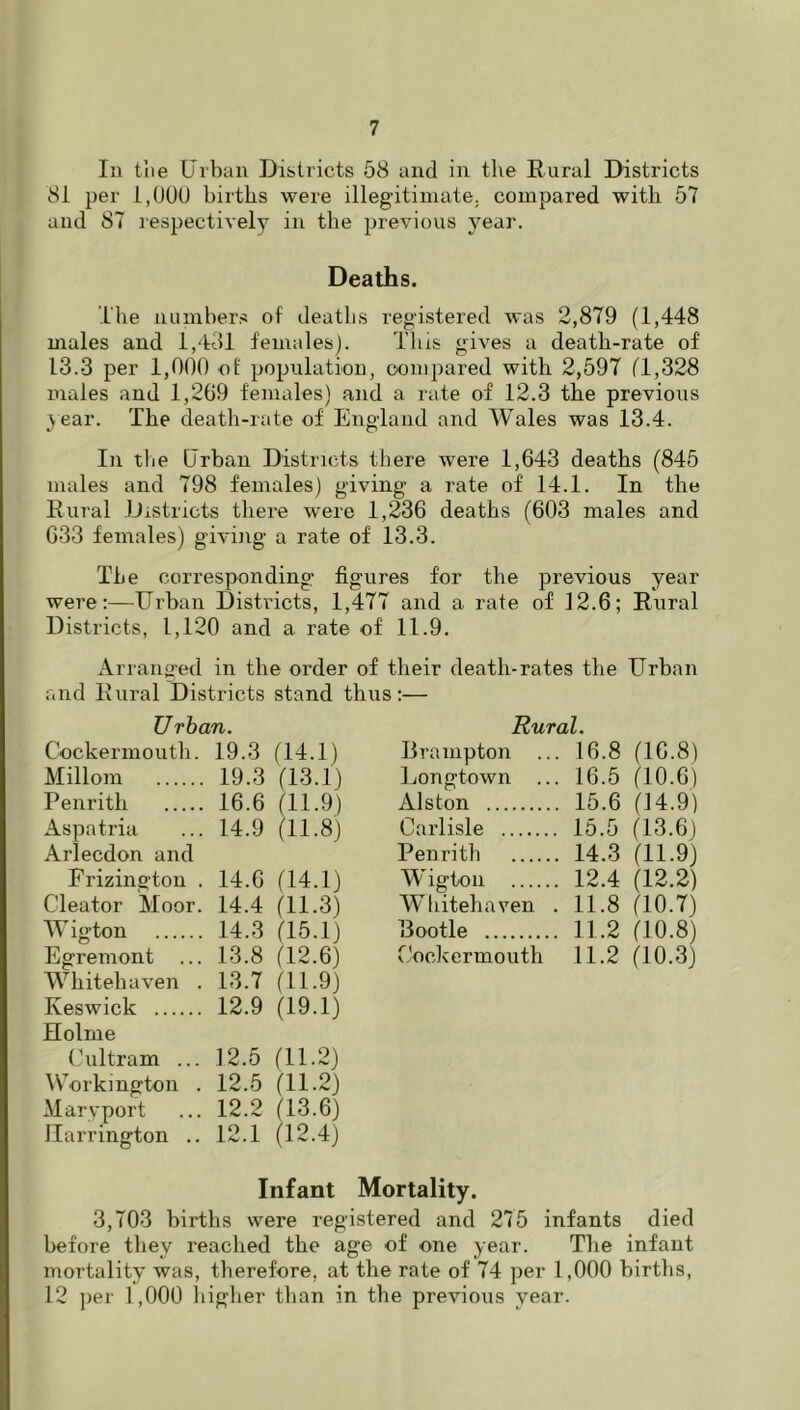 7
In the Urban Districts 58 and in the Rural Districts
81 per 1,000 births were illegitimate, compared with 57
and 87 respectively in the previous year.
Deaths.
The numbers of deaths registered was 2,879 (1,448
males and 1,431 females). This gives a death-rate of
13.3 per 1,000 of population, compared with 2,597 (1,328
males and 1,269 females) and a rate of 12.3 the previous
year. The death-rate of England and Wales was 13.4.
In the Urban Districts there were 1,643 deaths (845
males and 798 females) giving a rate of 14.1. In the
Rural Districts there were 1,236 deaths (603 males and
633 females) giving a rate of 13.3.
The corresponding figures for the previous year
were:—Urban Districts, 1,477 and a rate of 12.6; Rural
Districts, 1,120 and a rate of 11.9.
Arranged in the order of their death-rates the Urban
and Rural Districts stand thus:—
Urban.
Cockermouth. 19.3 (14.1)
Millom ...... 19.3 (13.1)
Penrith ..... 16.6 (11.9)
Aspatria ... 14.9 (11.8)
Arlecdon and
Frizington . 14.6 (14.1)
Cleator Moor. 14.4 (11.3)
Wigton ...... 14.3 (15.1)
Egremont ... 13.8 (12.6)
Whitehaven . 13.7 (11.9)
Keswick ...... 12.9 (19.1)
Holme
Cultram ... 12.5 (11.2)
Workington . 12.5 (11.2)
Maryport ... 12.2 (13.6)
Harrington .. 12.1 (12.4)
Rural.
Brampton ... 16.8 (16.8)
Longtown ... 16.5 (10.6)
Alston ......... 15.6 (14.9)
Carlisle ....... 15.5 (13.6)
Penrith ...... 14.3 (11.9)
Wigton ...... 12.4 (12.2)
Whitehaven . 11.8 (10.7)
Bootle ......... 11.2 (10.8)
Cockermouth 11.2 (10.3)
Infant Mortality.
3,703 births were registered and 275 infants died
before they reached the age of one year. The infant
mortality was, therefore, at the rate of 74 per 1,000 births,
12 per 1,000 higher than in the previous year.